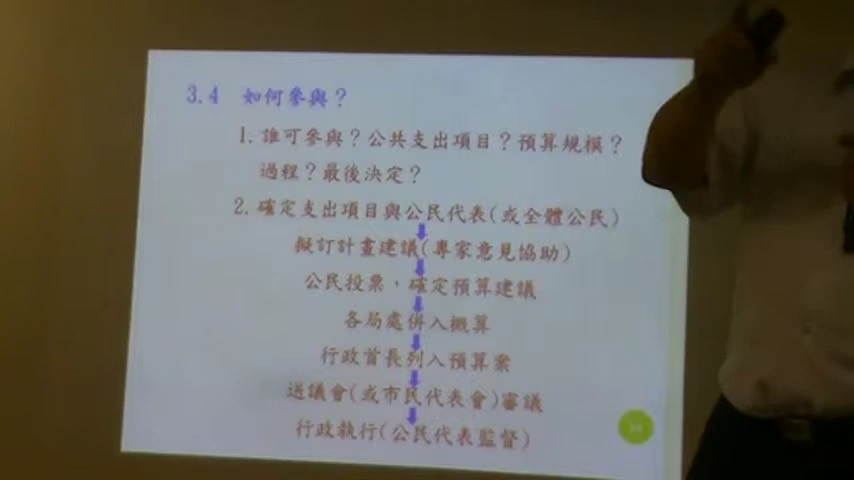 3.4 如何參與？
1. 誰可參與？公共支出項目？預算規模？
過程？最後決定？
2. 確定支出項目與公民代表(或全體公民)
擬訂計畫建議(專家意見協助)
公民投票，確定預算建議
各局處併入概算
行政首長列入預算案
送議會(或市民代表會)審議
行政執行(公民代表監督)